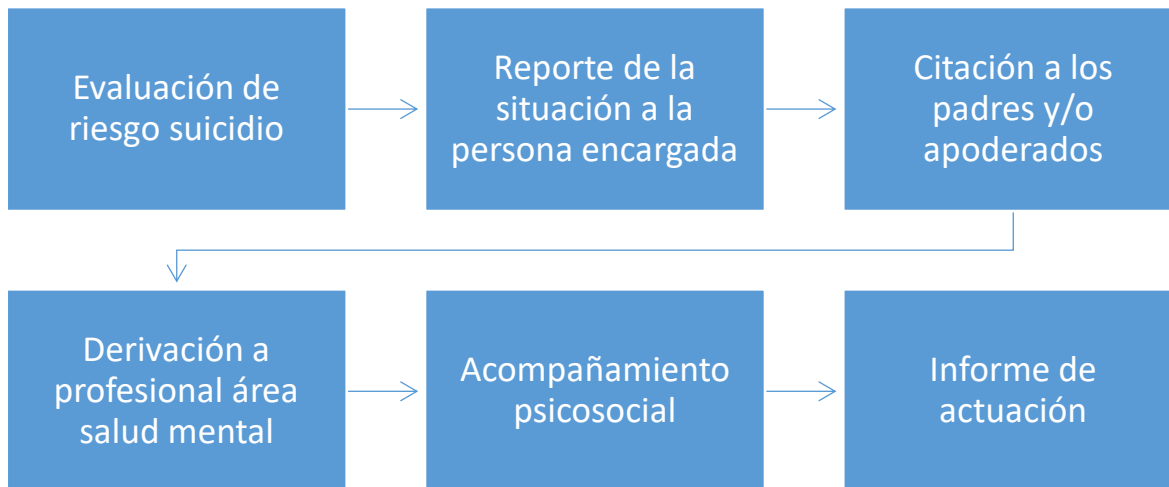 Evaluación de
riesgo suicidio
Reporte de la
situación a la
persona encargada
Citación a los
padres y/o
apoderados
Derivación a
profesional área
salud mental
Acompañamiento
psicosocial
Informe de
actuación